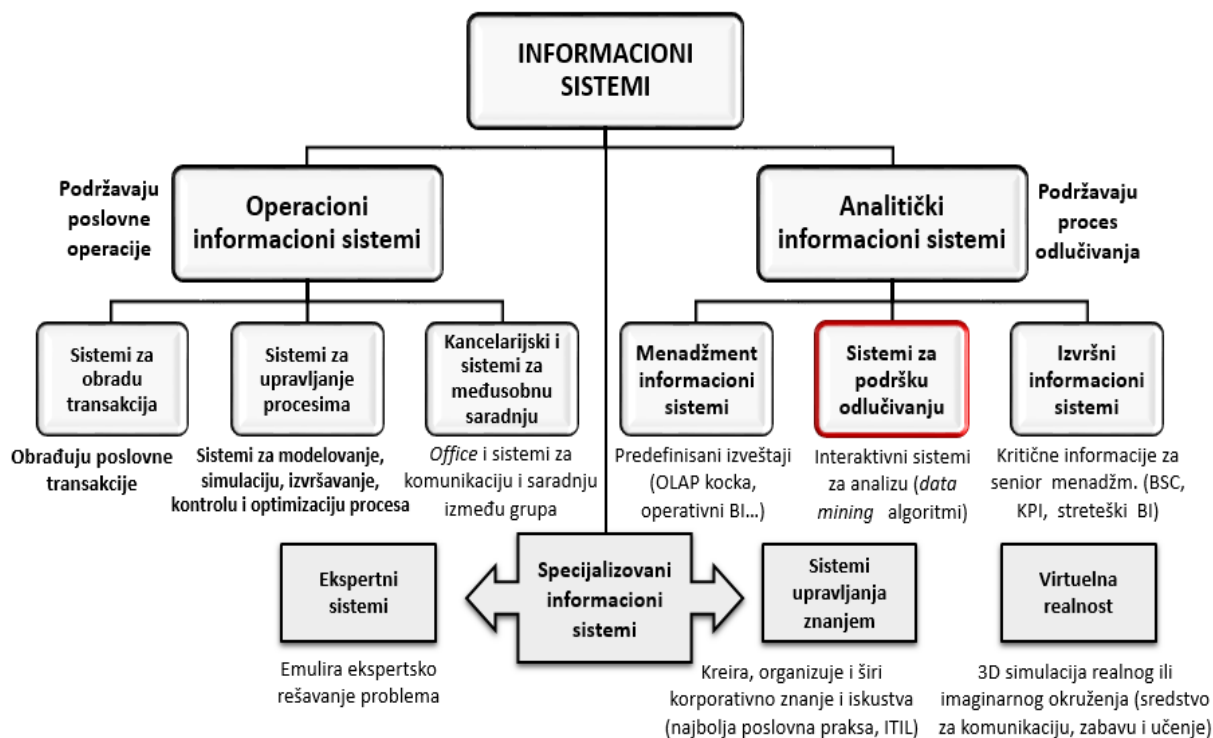 INFORMACIONI
SISTEMI
Podržavaju
poslovne
operacije
Operacioni
informacioni sistemi
Analitički
informacioni sistemi
Podržavaju
proces
odlučivanja
Sistemi za
obradu
transakcija
Sistemi za
upravljanje
procesima
Kancelarijski i
sistemi za
međusobnu
saradnju
Menadžment
informacioni
sistemi
Sistemi za
podršku
odlučivanju
Izvršni
informacioni
sistemi
Obrađuju poslovne
transakcije
Sistemi za modelovanje,
simulaciju, izvršavanje,
kontrolu i optimizaciju procesa
Office i sistemi za
komunikaciju i saradnju
između grupa
Predefinisani izveštaji
(OLAP kocka,
operativni BI...)
Interaktivni sistemi
za analizu (data
mining algoritmi)
Kritične informacije za
senior menadžm. (BSC,
KPI, streteški BI)
Ekspertni
sistemi
Specijalizovani
informacioni
sistemi
Sistemi
upravljanja
znanjem
Virtuelna
realnost
Emulira ekspertsko
rešavanje problema
Kreira, organizuje i širi
korporativno znanje i iskustva
(najbolja poslovna praksa, ITIL)
3D simulacija realnog ili
imaginarnog okruženja (sredstvo
za komunikaciju, zabavu i učenje)